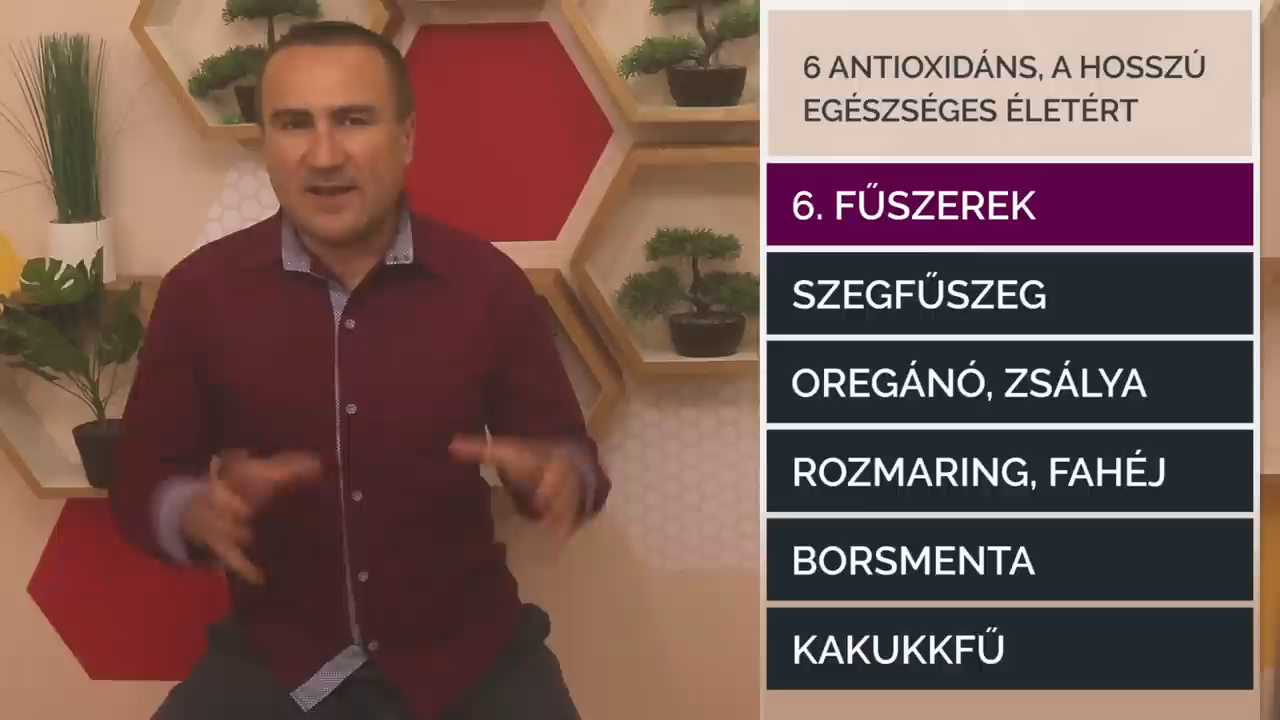 6 ANTIOXIDÁNS, A HOSSZÚ
EGÉSZSÉGES ÉLETÉRT
6. FŰSZEREK
SZEGFŰSZEG
OREGÁNÓ, ZSÁLYA
ROZMARING, FAHÉJ
BORSMENTA
KAKUKKFŰ